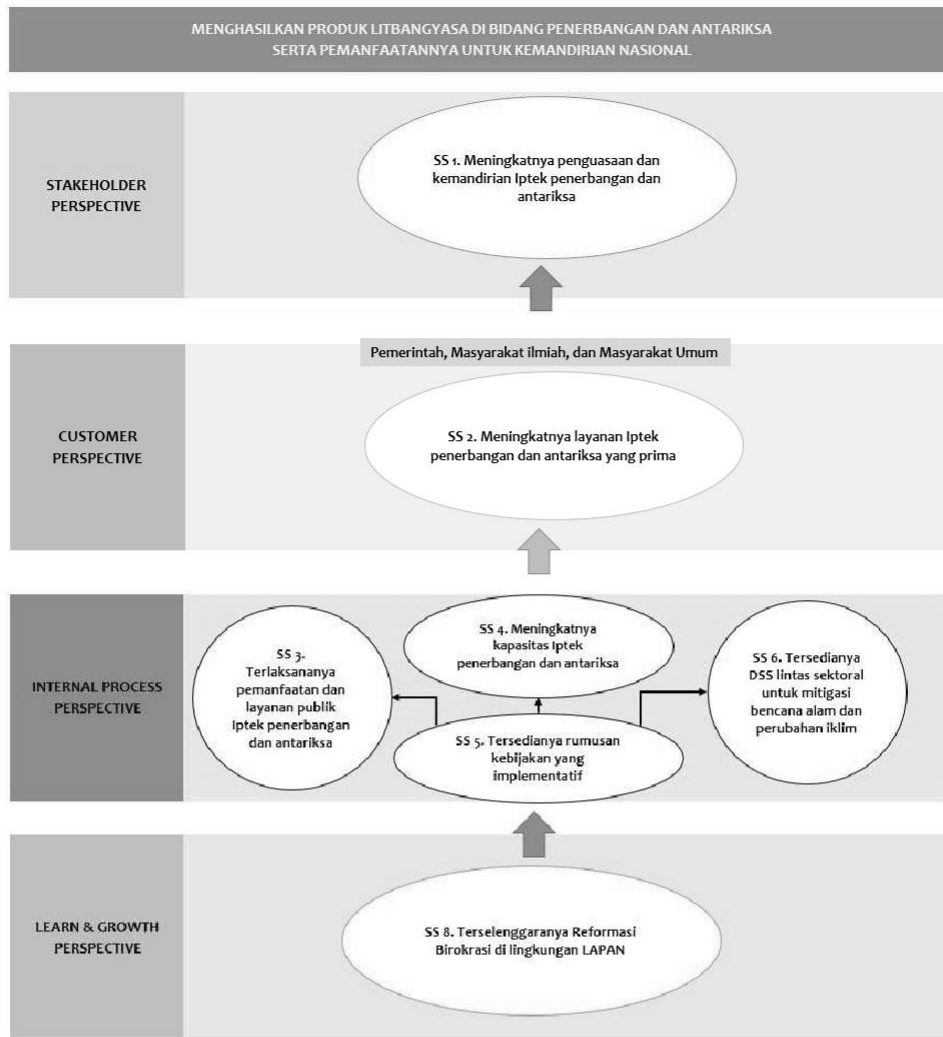 MENGHASILKAN PRODUK LITBANGYASA DI BIDANG PENERBANGAN DAN ANTARIKSA
SERTA PEMANFAATANNYA UNTUK KEMANDIRIAN NASIONAL
STAKEHOLDER
PERSPECTIVE
SS 1. Meningkatnya penguasaan dan
kemandirian Iptek penerbangan dan
antariksa
CUSTOMER
PERSPECTIVE
Pemerintah, Masyarakat ilmiah, dan Masyarakat Umum
SS 2. Meningkatnya layanan Iptek
penerbangan dan antariksa yang prima
INTERNAL PROCESS
PERSPECTIVE
SS 3.
Terlaksananya
pemanfaatan dan
layanan publik
Iptek penerbangan
dan antariksa
SS 4. Meningkatnya
kapasitas Iptek
penerbangan dan antariksa
SS 5. Tersedianya rumusan
kebijakan yang
implementatif
SS 6. Tersedianya
DSS lintas sektoral
untuk mitigasi
bencana alam dan
perubahan iklim
LEARN & GROWTH
PERSPECTIVE
SS 8. Terselenggaranya Reformasi
Birokrasi di lingkungan LAPAN